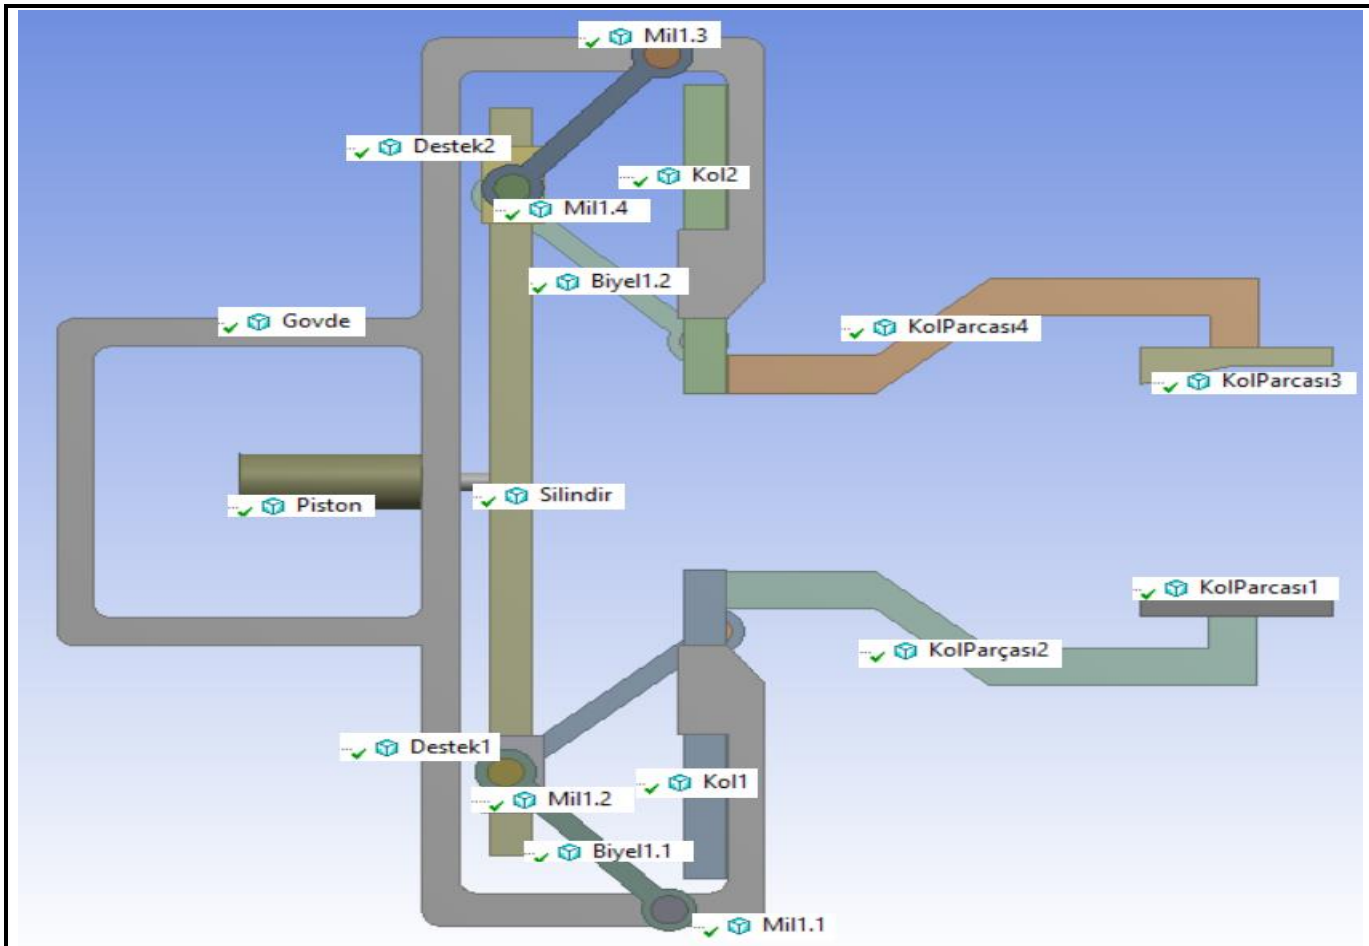 Mil1.3
Destek2
Kol2
Mil1.4
Biyel1.2
Govde
KolParcası4
KolParcası3
Piston
Silindir
KolParcası1
KolParçası2
Destek1
Kol1
Mil1.2
Biyel1.1
Mil1.1